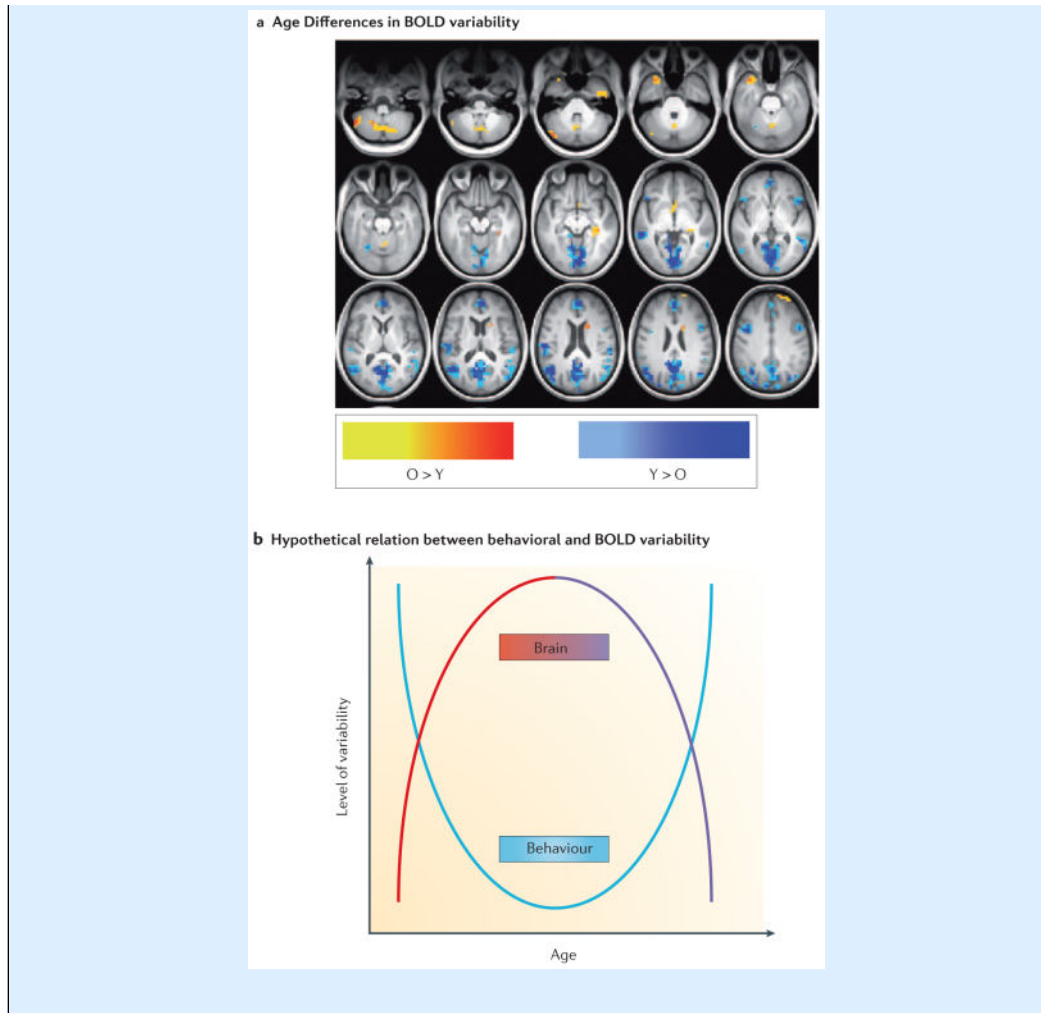 a Age Differences in BOLD variability
O > Y
Y > O
b Hypothetical relation between behavioral and BOLD variability
Brain
Level of variability
Behaviour
Age